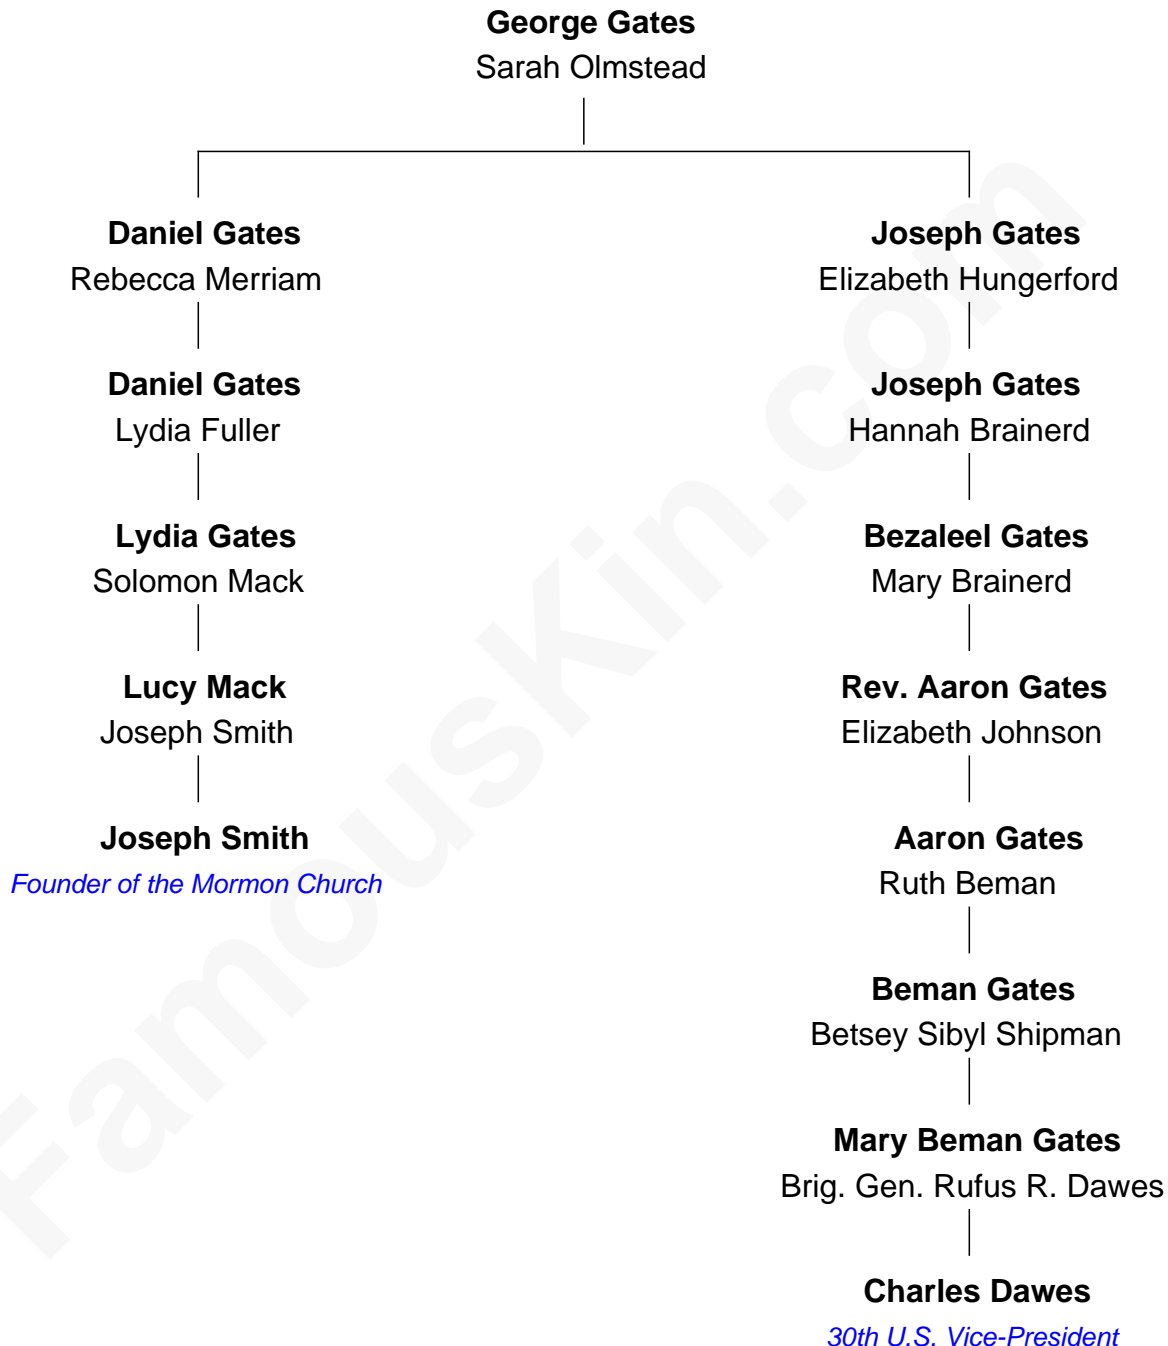 George Gates
Sarah Olmstead
Daniel Gates
Rebecca Merriam
Daniel Gates
Lydia Fuller
Lydia Gates
Solomon Mack
Lucy Mack
Joseph Smith
Joseph Smith
Founder of the Mormon Church
Joseph Gates
Elizabeth Hungerford
Joseph Gates
Hannah Brainerd
Bezaleel Gates
Mary Brainerd
Rev. Aaron Gates
Elizabeth Johnson
Aaron Gates
Ruth Beman
Beman Gates
Betsey Sibyl Shipman
Mary Beman Gates
Brig. Gen. Rufus R. Dawes
Charles Dawes
30th U.S. Vice-President
FamousKin.com